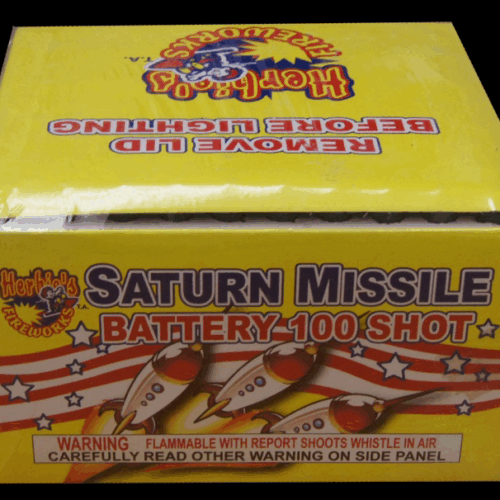 T.A.
Herbie's
FIREWORKS
REMOVE LID
BEFORE LIGHTING
Herbie's
FIREWORKS
T.A.
SATURN MISSILE
BATTERY-100 SHOT
WARNING FLAMMABLE WITH REPORT SHOOTS WHISTLE IN AIR
CAREFULLY READ OTHER WARNING ON SIDE PANEL